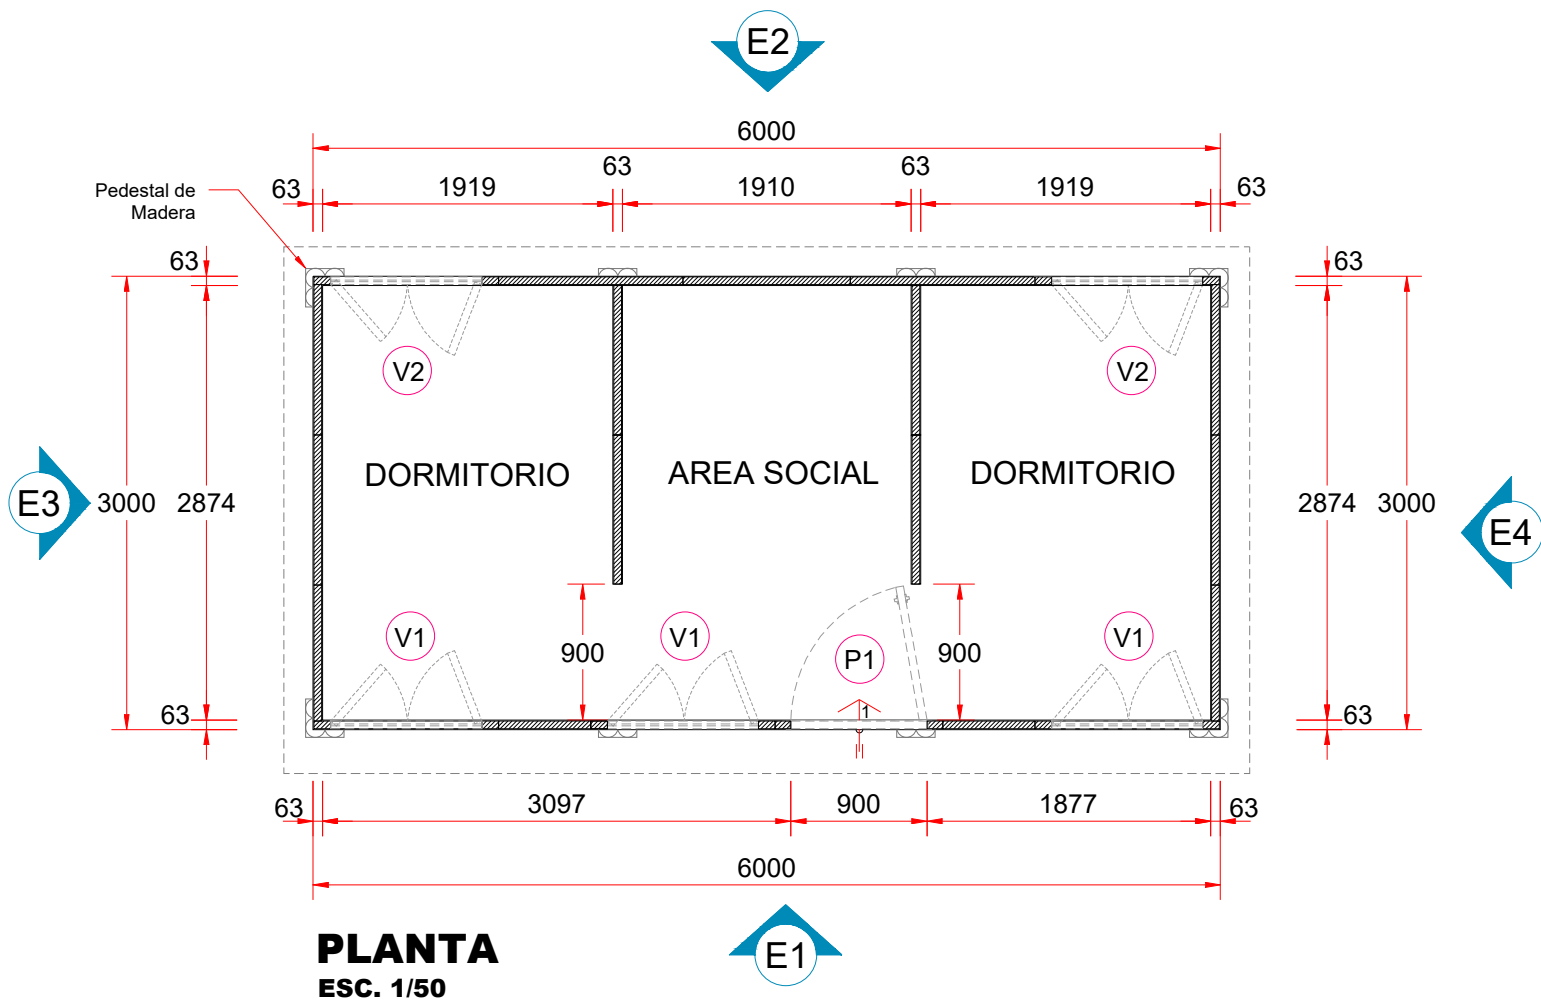 E2
6000
63
63
63
1919
1910
1919
63
Pedestal de
Madera
63
63
V2
V2
DORMITORIO
AREA SOCIAL
DORMITORIO
E3
3000
2874
2874
3000
E4
V1
V1
V1
900
P1
900
1
63
63
63
3097
900
1877
63
6000
PLANTA
ESC. 1/50
E1